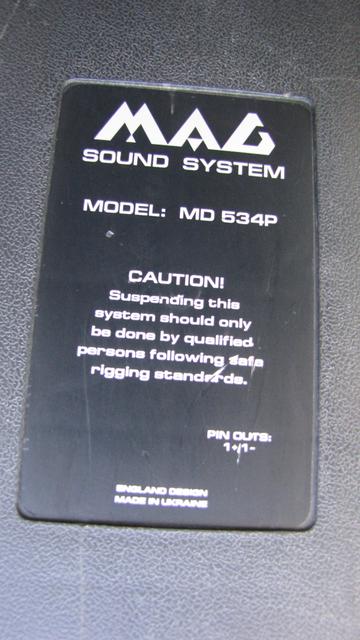 MAG
SOUND SYSTEM
MODEL: MD 534P
CAUTION!
Suspending this
system should only
be done by qualified
persons following safe
rigging standards.
PIN OUTS:
1+/1-
ENGLAND DESIGN
MADE IN UKRAINE